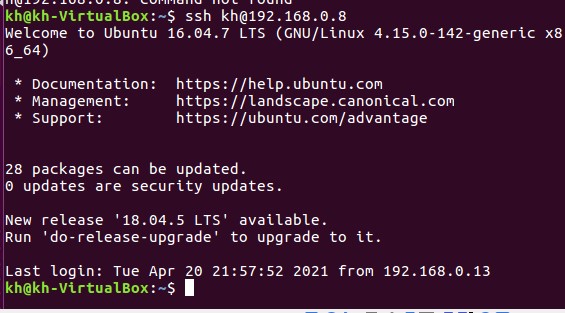 h@192.168.0.8: Command not found
kh@kh-VirtualBox:~$ ssh kh@192.168.0.8
Welcome to Ubuntu 16.04.7 LTS (GNU/Linux 4.15.0-142-generic x8
6_64)
* Documentation:  https://help.ubuntu.com
* Management:     https://landscape.canonical.com
* Support:        https://ubuntu.com/advantage
28 packages can be updated.
0 updates are security updates.
New release '18.04.5 LTS' available.
Run 'do-release-upgrade' to upgrade to it.
Last login: Tue Apr 20 21:57:52 2021 from 192.168.0.13
kh@kh-VirtualBox:~$